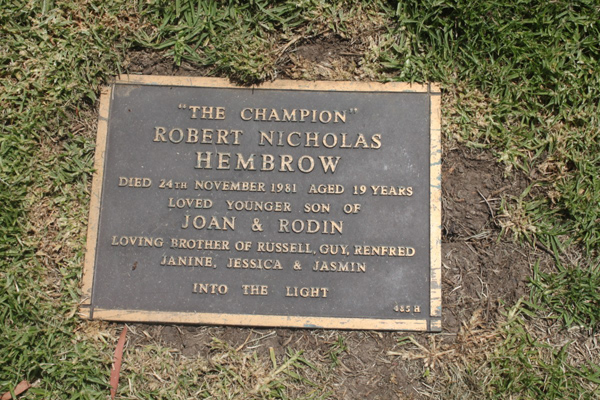 "THE CHAMPION"
ROBERT NICHOLAS
HEMBROW
DIED 24TH NOVEMBER 1981 AGED 19 YEARS
LOVED YOUNGER SON OF
JOAN & RODIN
LOVING BROTHER OF RUSSELL, GUY, RENFRED
JANINE, JESSICA & JASMIN
INTO THE LIGHT
485 H